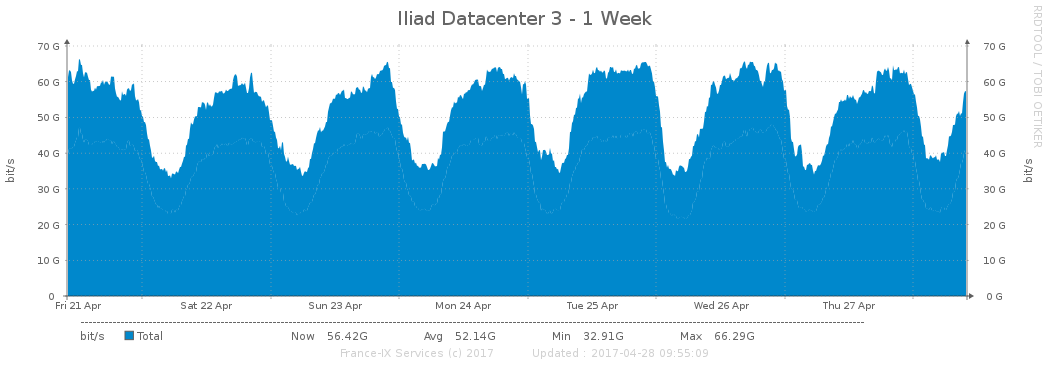 Iliad Datacenter 3 - 1 Week
RRDTOOL / TOBI OETIKER
70 G 70 G
60 G 60 G
50 G 50 G
40 G 40 G
30 G 30 G
20 G 20 G
10 G 10 G
0 0 G
bit/s bit/s
Fri 21 Apr Sat 22 Apr Sun 23 Apr Mon 24 Apr Tue 25 Apr Wed 26 Apr Thu 27 Apr
bit/s Total Now 56.42G Avg 52.14G Min 32.91G Max 66.29G
France-IX Services (c) 2017 Updated : 2017-04-28 09:55:09